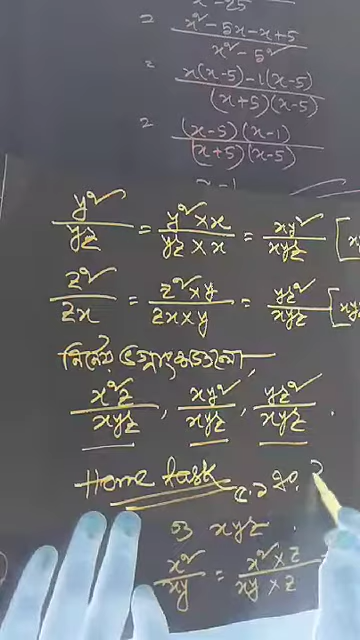 x-25
= x² - 5x - x + 5 / x² - 5²
= x(x-5) - 1(x-5) / (x+5)(x-5)
= (x-5)(x-1) / (x+5)(x-5)
y² / yz = y² × x / yz × x = xy² / xyz
z² / zx = z² × y / zx × y = yz² / xyz
নির্ণেয় ভগ্নাংশগুলো
x²z / xyz , xy² / xyz , yz² / xyz .
Home task
xyz .
x² / xy = x² × z / xy × z